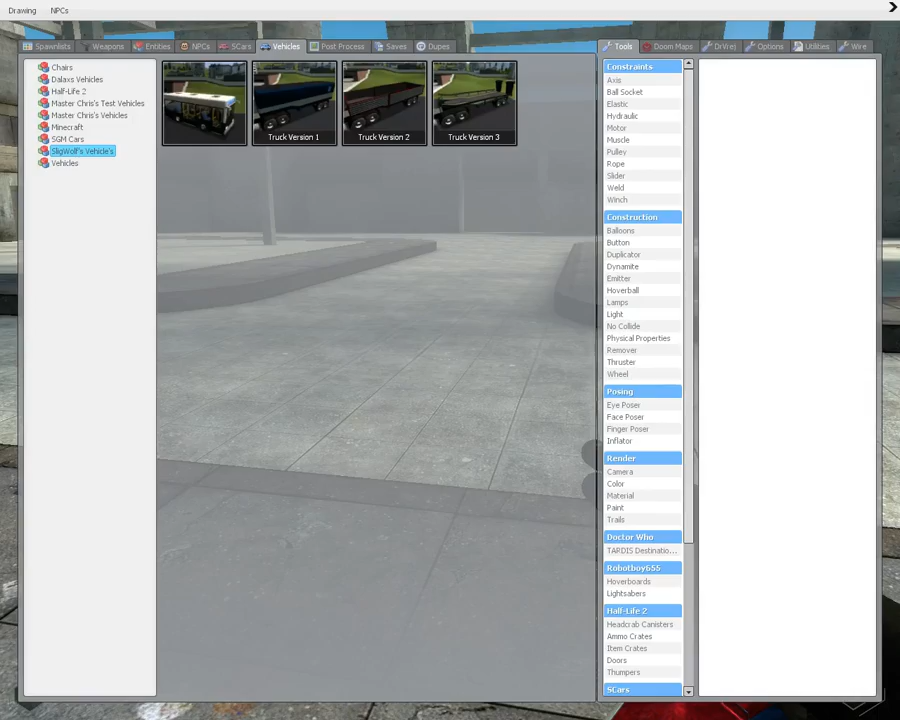 Drawing NPCs
Spawnlists Weapons Entities NPCs SCars Vehicles Post Process Saves Dupes
Tools Doom Maps DrVrej Options Utilities Wire
Chairs
Dalaxs Vehicles
Half-Life 2
Master Chris's Test Vehicles
Master Chris's Vehicles
Minecraft
SGM Cars
SligWolf's Vehicle's
Vehicles
Truck Version 1
Truck Version 2
Truck Version 3
Constraints
Axis
Ball Socket
Elastic
Hydraulic
Motor
Muscle
Pulley
Rope
Slider
Weld
Winch
Construction
Balloons
Button
Duplicator
Dynamite
Emitter
Hoverball
Lamps
Light
No Collide
Physical Properties
Remover
Thruster
Wheel
Posing
Eye Poser
Face Poser
Finger Poser
Inflator
Render
Camera
Color
Material
Paint
Trails
Doctor Who
TARDIS Destinatio...
Robotboy655
Hoverboards
Lightsabers
Half-Life 2
Headcrab Canisters
Ammo Crates
Item Crates
Doors
Thumpers
SCars